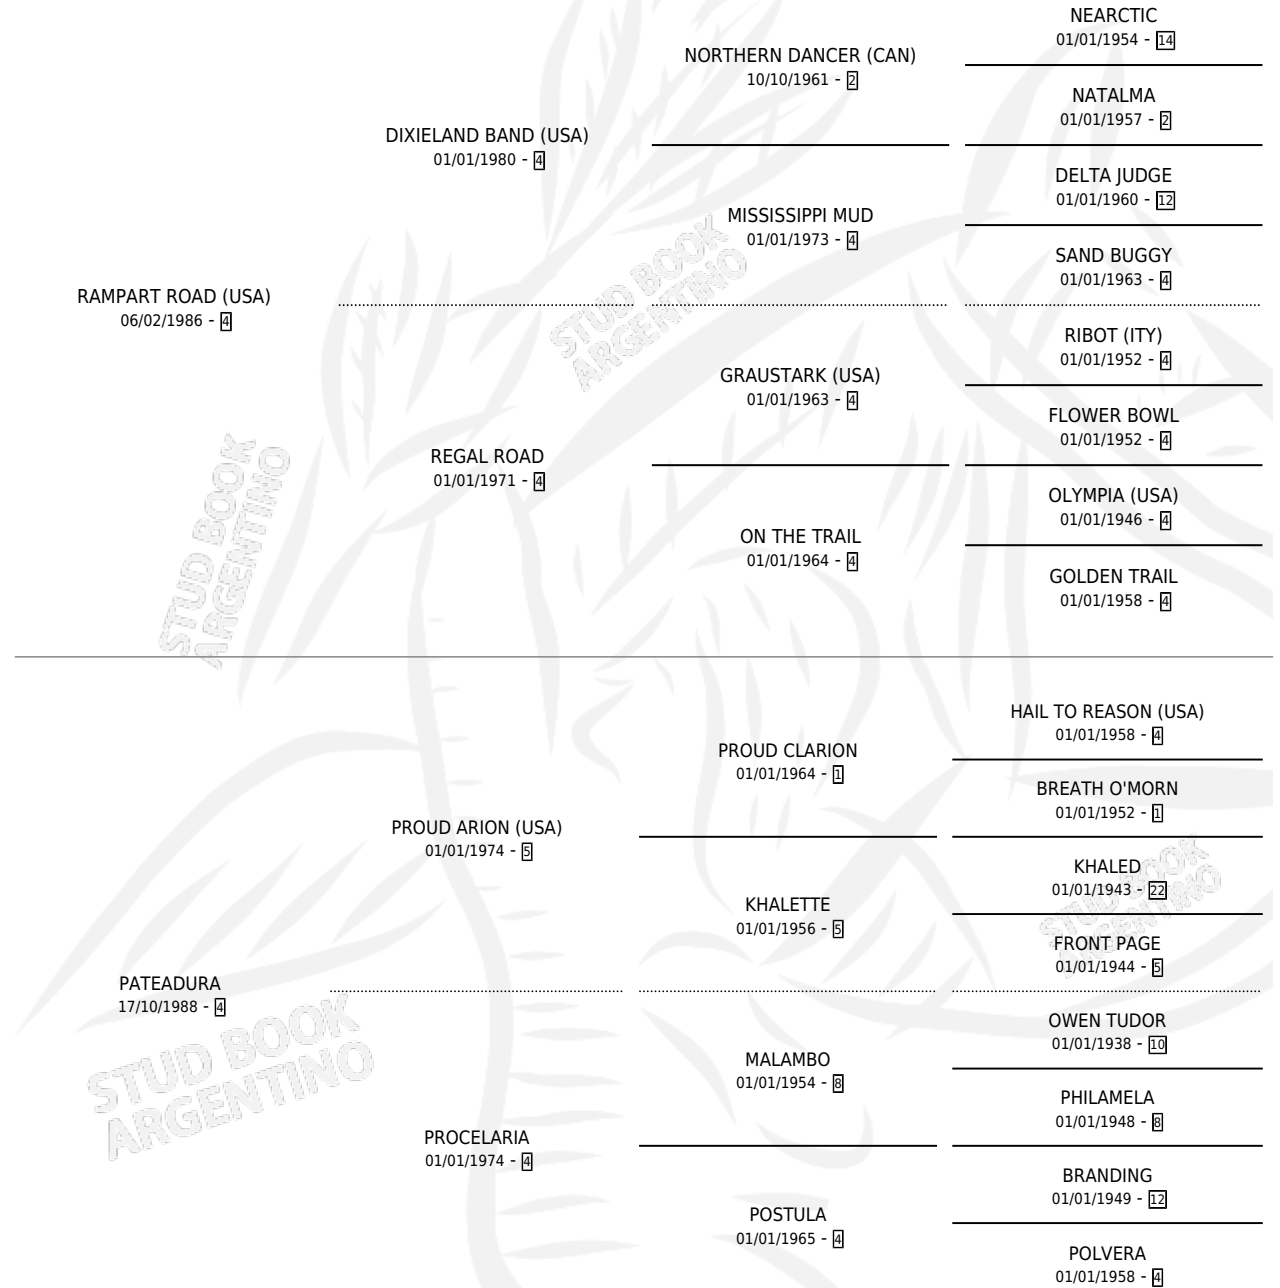 NEARCTIC
01/01/1954 - 14
NORTHERN DANCER (CAN)
10/10/1961 - 2
NATALMA
01/01/1957 - 2
DIXIELAND BAND (USA)
01/01/1980 - 4
DELTA JUDGE
01/01/1960 - 12
MISSISSIPPI MUD
01/01/1973 - 4
SAND BUGGY
01/01/1963 - 4
RAMPART ROAD (USA)
06/02/1986 - 4
STUD BOOK
ARGENTINO
RIBOT (ITY)
01/01/1952 - 4
GRAUSTARK (USA)
01/01/1963 - 4
FLOWER BOWL
01/01/1952 - 4
REGAL ROAD
01/01/1971 - 4
OLYMPIA (USA)
01/01/1946 - 4
ON THE TRAIL
01/01/1964 - 4
GOLDEN TRAIL
01/01/1958 - 4
STUD BOOK
ARGENTINO
HAIL TO REASON (USA)
01/01/1958 - 4
PROUD CLARION
01/01/1964 - 1
BREATH O'MORN
01/01/1952 - 1
PROUD ARION (USA)
01/01/1974 - 5
KHALED
01/01/1943 - 22
KHALETTE
01/01/1956 - 5
STUD BOOK
ARGENTINO
FRONT PAGE
01/01/1944 - 5
PATEADURA
17/10/1988 - 4
OWEN TUDOR
01/01/1938 - 10
MALAMBO
01/01/1954 - 8
STUD BOOK
ARGENTINO
PHILAMELA
01/01/1948 - 8
PROCELARIA
01/01/1974 - 4
BRANDING
01/01/1949 - 12
POSTULA
01/01/1965 - 4
POLVERA
01/01/1958 - 4